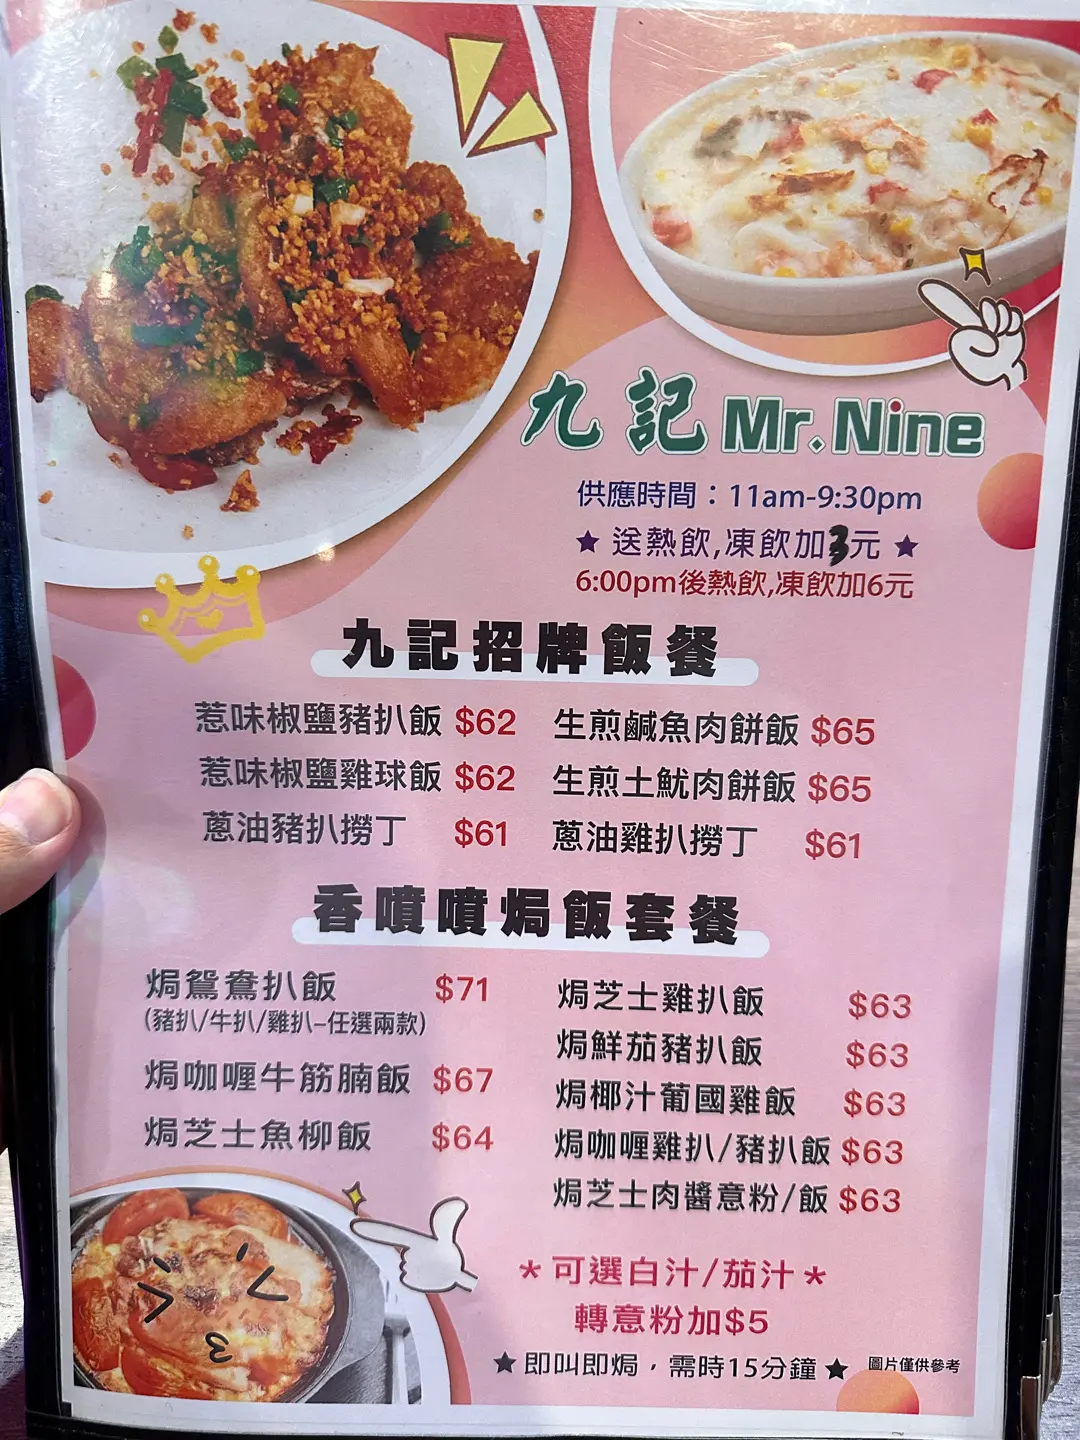 九記 Mr. Nine
供應時間：11am-9:30pm
★ 送熱飲,凍飲加3元 ★
6:00pm後熱飲,凍飲加6元
九記招牌飯餐
惹味椒鹽豬扒飯 $62
惹味椒鹽雞球飯 $62
蔥油豬扒撈丁 $61
生煎鹹魚肉餅飯 $65
生煎土魷肉餅飯 $65
蔥油雞扒撈丁 $61
香噴噴焗飯套餐
焗鴛鴦扒飯 $71
(豬扒/牛扒/雞扒–任選兩款)
焗咖喱牛筋腩飯 $67
焗芝士魚柳飯 $64
焗芝士雞扒飯 $63
焗鮮茄豬扒飯 $63
焗椰汁葡國雞飯 $63
焗咖喱雞扒/豬扒飯 $63
焗芝士肉醬意粉/飯 $63
*可選白汁/茄汁*
轉意粉加$5
★即叫即焗，需時15分鐘★
圖片僅供參考